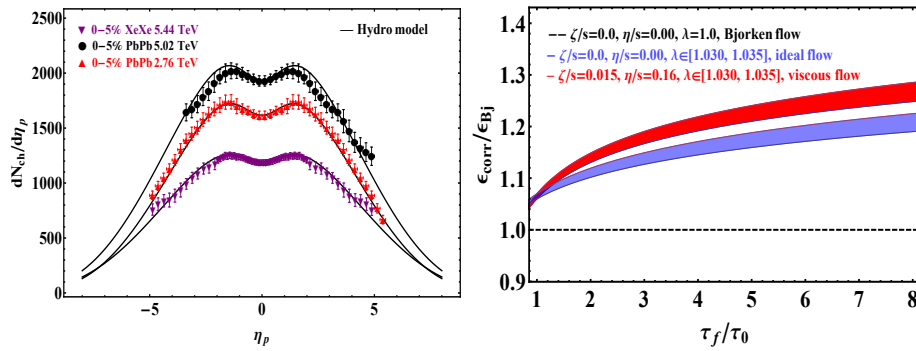 0-5% XeXe 5.44 TeV
0-5% PbPb 5.02 TeV
0-5% PbPb 2.76 TeV
Hydro model
dN_ch/dη_p
2500
2000
1500
1000
500
0
-5
0
5
η_p
--ζ/s=0.0, η/s=0.00, λ=1.0, Bjorken flow
- ζ/s=0.0, η/s=0.00, λ∈[1.030, 1.035], ideal flow
- ζ/s=0.015, η/s=0.16, λ∈[1.030, 1.035], viscous flow
ϵ_corr/ϵ_Bj
1.4
1.3
1.2
1.1
1.0
0.9
1
2
3
4
5
6
7
8
τ_f/τ_0